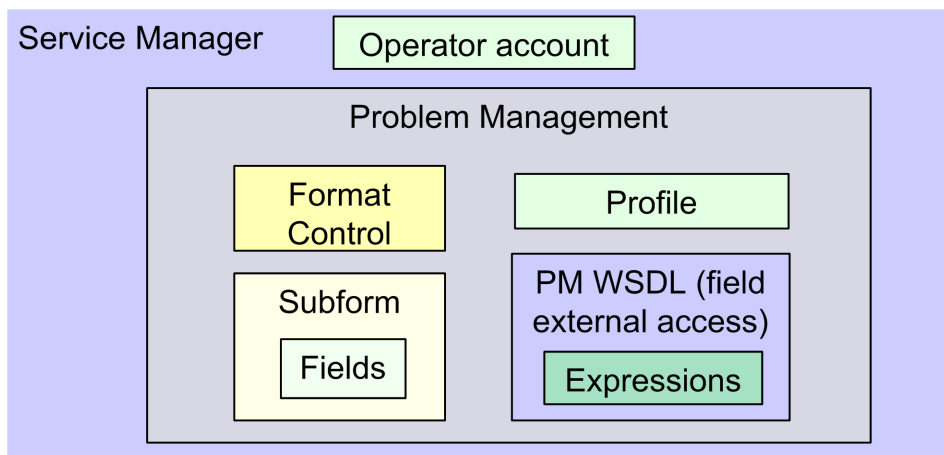 Service Manager
Operator account
Problem Management
Format
Control
Profile
Subform
Fields
PM WSDL (field
external access)
Expressions